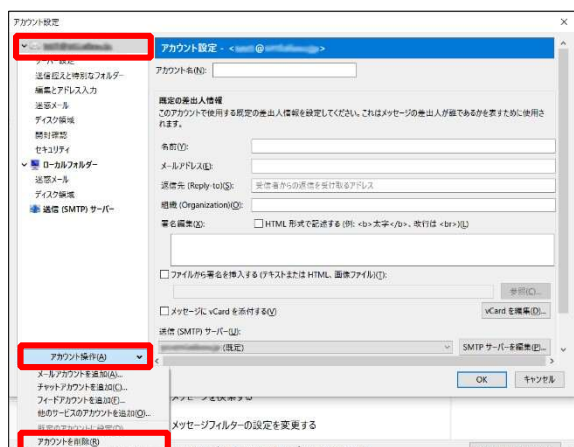 アカウント設定
アカウント設定 - <
@
>
サーバー設定
送信控えと特別なフォルダー
編集とアドレス入力
迷惑メール
ディスク領域
開封確認
セキュリティ
ローカルフォルダー
迷惑メール
ディスク領域
送信 (SMTP) サーバー
アカウント名(N):
既定の差出人情報
このアカウントで使用する既定の差出人情報を設定してください。これはメッセージの差出人が誰であるかを表すために使用さ
れます。
名前(Y):
メールアドレス(E):
返信先 (Reply-to)(S):
受信者からの返信を受け取るアドレス
組織 (Organization)(O):
署名編集(X):
HTML 形式で記述する (例: <b>太字</b>、改行は <br>)(L)
ファイルから署名を挿入する (テキストまたは HTML、画像ファイル)(T):
参照(C)...
メッセージに vCard を添付する(V)
vCard を編集(D)...
送信 (SMTP) サーバー(U):
(既定)
SMTP サーバーを編集(P)...
OK
キャンセル
アカウント操作(A)
メールアカウントを追加(A)...
チャットアカウントを追加(C)...
フィードアカウントを追加(F)...
他のサービスのアカウントを追加(O)...
既定のアカウントに設定(D)
アカウントを削除(R)
メッセージを検索する
メッセージフィルターの設定を変更する